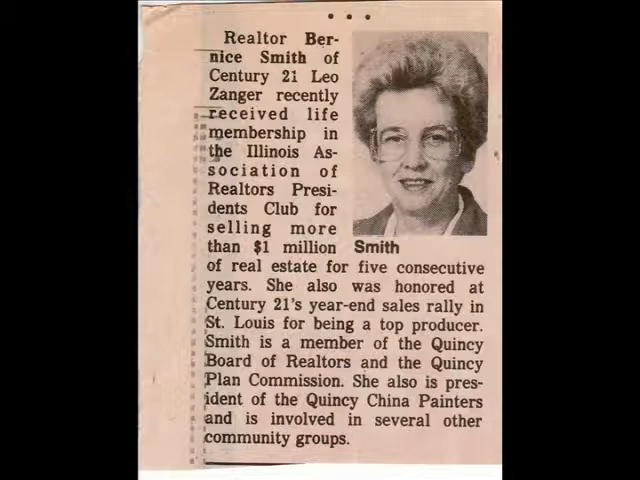 Realtor Ber-
nice Smith of
Century 21 Leo
Zanger recently
received life
membership in
the Illinois As-
sociation of
Realtors Presi-
dents Club for
selling more
than $1 million
Smith
of real estate for five consecutive
years. She also was honored at
Century 21's year-end sales rally in
St. Louis for being a top producer.
Smith is a member of the Quincy
Board of Realtors and the Quincy
Plan Commission. She also is pres-
ident of the Quincy China Painters
and is involved in several other
community groups.